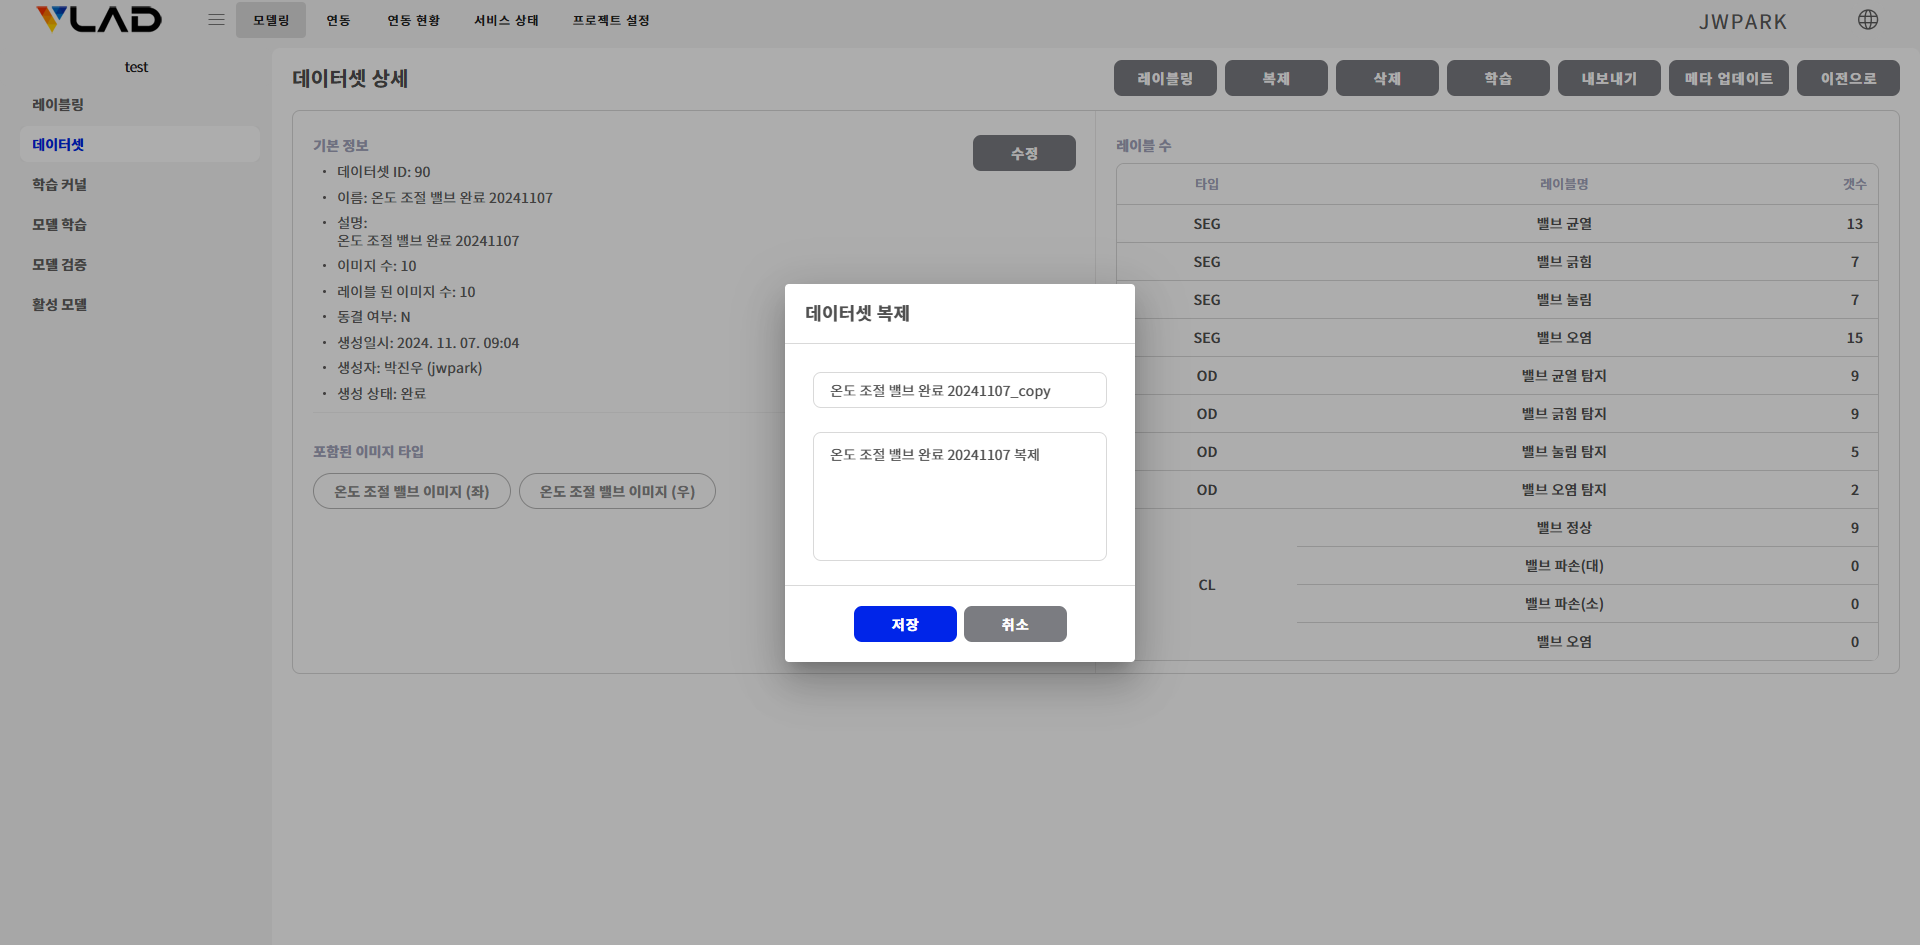 VLAD
모델링
연동
연동 현황
서비스 상태
프로젝트 설정
JWPARK
test
레이블링
데이터셋
학습 커널
모델 학습
모델 검증
활성 모델
데이터셋 상세
레이블링
복제
삭제
학습
내보내기
메타 업데이트
이전으로
기본 정보
수정
· 데이터셋 ID: 90
· 이름: 온도 조절 밸브 완료 20241107
· 설명:
온도 조절 밸브 완료 20241107
· 이미지 수: 10
· 레이블 된 이미지 수: 10
· 동결 여부: N
· 생성일시: 2024. 11. 07. 09:04
· 생성자: 박진우 (jwpark)
· 생성 상태: 완료
포함된 이미지 타입
온도 조절 밸브 이미지 (좌)
온도 조절 밸브 이미지 (우)
레이블 수
타입 레이블명 갯수
SEG 밸브 균열 13
SEG 밸브 긁힘 7
SEG 밸브 눌림 7
SEG 밸브 오염 15
OD 밸브 균열 탐지 9
OD 밸브 긁힘 탐지 9
OD 밸브 눌림 탐지 5
OD 밸브 오염 탐지 2
CL
밸브 정상 9
밸브 파손(대) 0
밸브 파손(소) 0
밸브 오염 0
데이터셋 복제
온도 조절 밸브 완료 20241107_copy
온도 조절 밸브 완료 20241107 복제
저장
취소